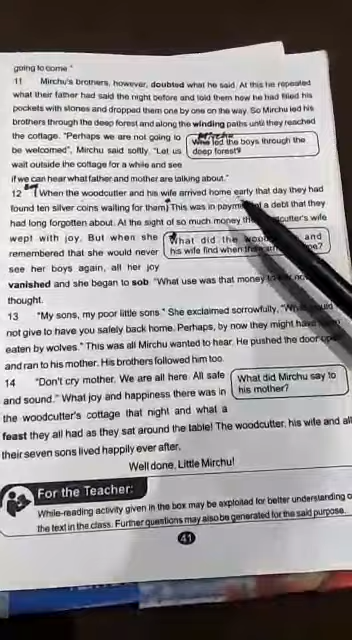 going to come."
11 Mirchu's brothers, however, doubted what he said. At this he repeated
what their father had said the night before and told them how he had filled his
pockets with stones and dropped them one by one on the way. So Mirchu led his
brothers through the deep forest and along the winding paths until they reached
the cottage. "Perhaps we are not going to
be welcomed", Mirchu said softly. "Let us
wait outside the cottage for a while and see
if we can hear what father and mother are talking about."
Mirchu
Who led the boys through the
deep forest?
12 (When the woodcutter and his wife arrived home early that day they had
found ten silver coins waiting for them) This was in payment of a debt that they
had long forgotten about. At the sight of so much money the woodcutter's wife
wept with joy. But when she
remembered that she would never
see her boys again, all her joy
What did the and
his wife find when
vanished and she began to sob. "What use was that money to her now"
thought.
13 "My sons, my poor little sons." She exclaimed sorrowfully, "What would
not give to have you safely back home. Perhaps, by now they might have been
eaten by wolves." This was all Mirchu wanted to hear. He pushed the door open
and ran to his mother. His brothers followed him too.
14 "Don't cry mother. We are all here. All safe
and sound." What joy and happiness there was in
the woodcutter's cottage that night and what a
What did Mirchu say to
his mother?
feast they all had as they sat around the table! The woodcutter, his wife and all
their seven sons lived happily ever after.
Well done, Little Mirchu!
For the Teacher:
While-reading activity given in the box may be exploited for better understanding o
the text in the class. Further questions may also be generated for the said purpose.
41